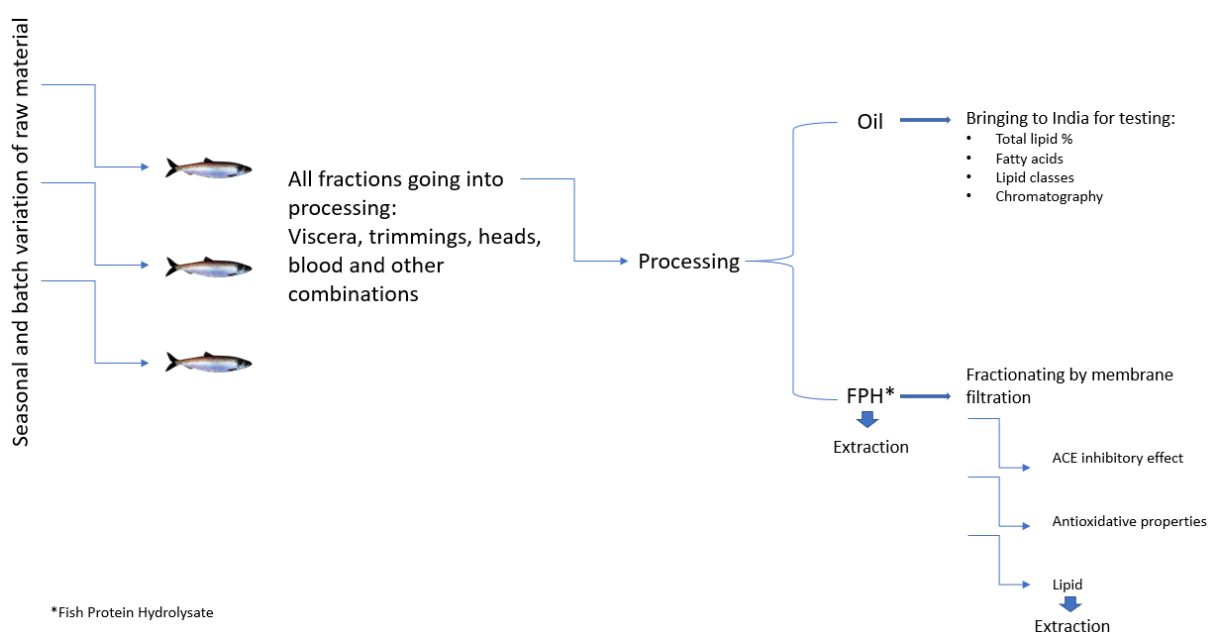 Seasonal and batch variation of raw material
All fractions going into
processing:
Viscera, trimmings, heads,
blood and other
combinations
Processing
Oil
Bringing to India for testing:
• Total lipid %
• Fatty acids
• Lipid classes
• Chromatography
FPH*
Extraction
Fractionating by membrane
filtration
ACE inhibitory effect
Antioxidative properties
Lipid
Extraction
*Fish Protein Hydrolysate